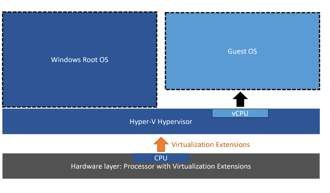 Windows Root OS
Guest OS
vCPU
Hyper-V Hypervisor
Virtualization Extensions
CPU
Hardware layer: Processor with Virtualization Extensions